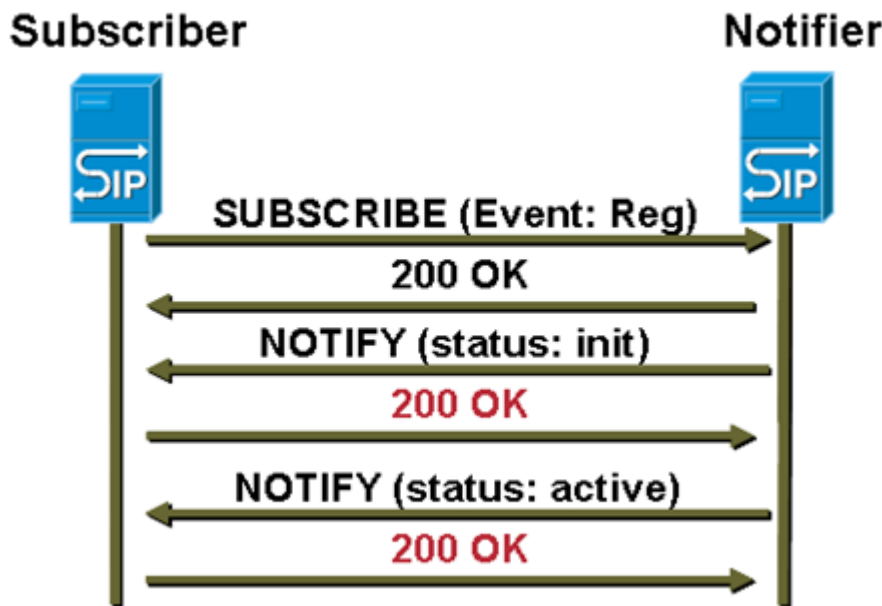 Subscriber Notifier
SIP SIP
SUBSCRIBE (Event: Reg)
200 OK
NOTIFY (status: init)
200 OK
NOTIFY (status: active)
200 OK